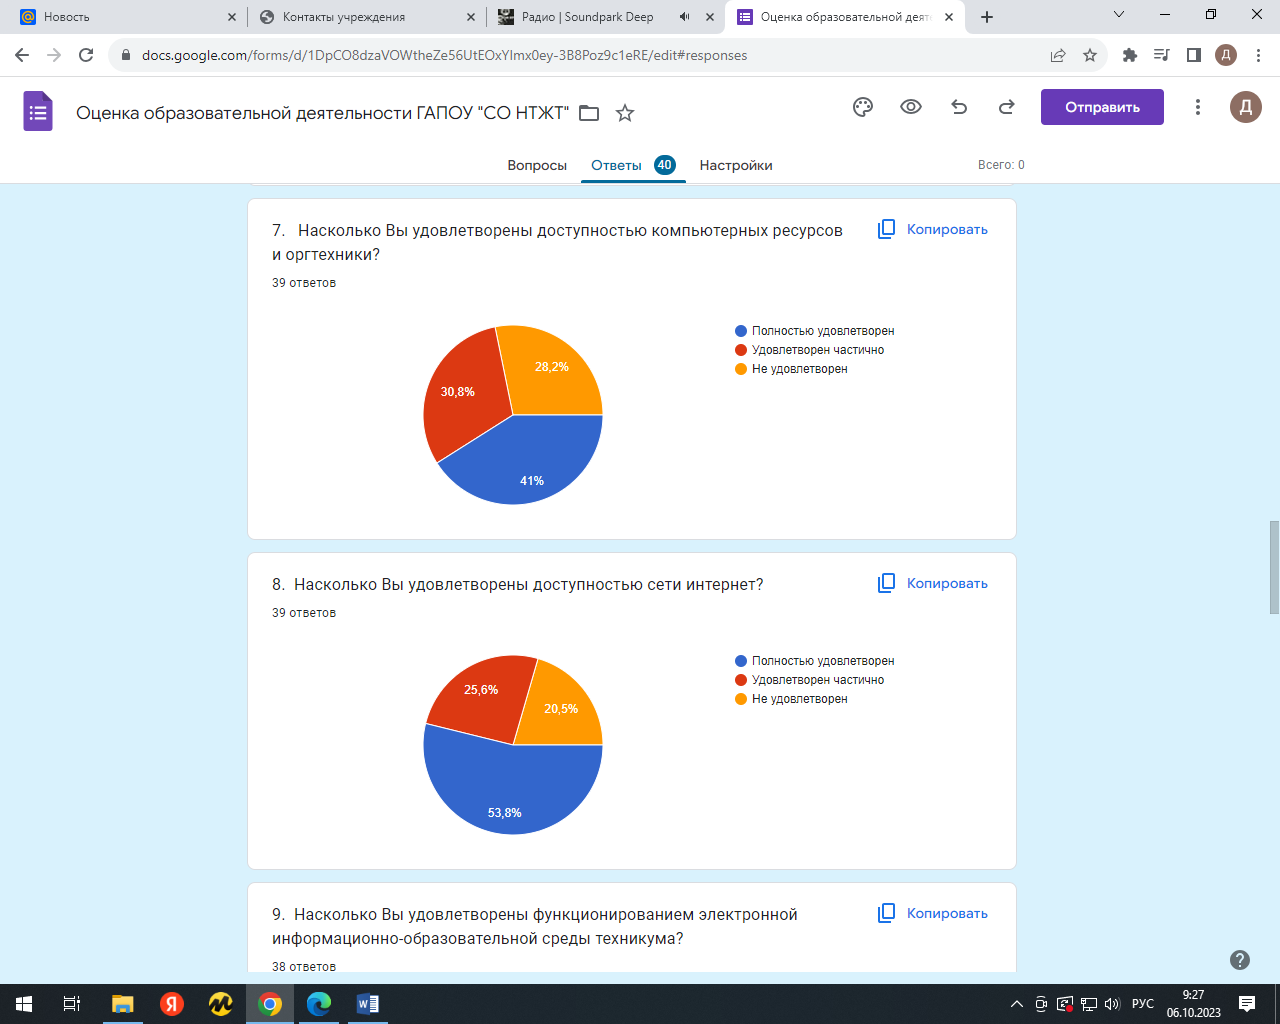 Новость
Контакты учреждения
Радио | Soundpark Deep
Оценка образовательной деят
docs.google.com/forms/d/1DpCO8dzaVOWtheZe56UtEOxYlmx0ey-3B8Poz9c1eRE/edit#responses
Д
Оценка образовательной деятельности ГАПОУ "СО НТЖТ"
Отправить
Д
Вопросы
Ответы 40
Настройки
Всего: 0
7. Насколько Вы удовлетворены доступностью компьютерных ресурсов
и оргтехники?
Копировать
39 ответов
Полностью удовлетворен
Удовлетворен частично
Не удовлетворен
28,2%
30,8%
41%
8. Насколько Вы удовлетворены доступностью сети интернет?
Копировать
39 ответов
Полностью удовлетворен
Удовлетворен частично
Не удовлетворен
25,6%
20,5%
53,8%
9. Насколько Вы удовлетворены функционированием электронной
информационно-образовательной среды техникума?
Копировать
38 ответов
РУС
9:27
06.10.2023